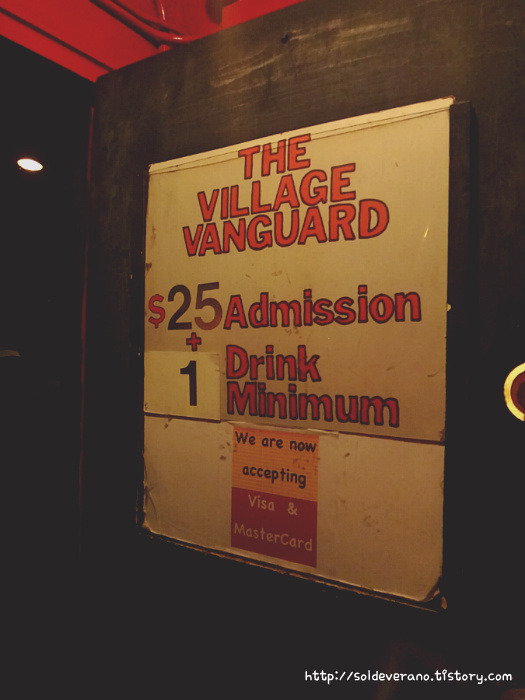 THE
VILLAGE
VANGUARD
$25 Admission
+
1 Drink
Minimum
We are now
accepting
Visa &
MasterCard
http://soldeverano.tistory.com